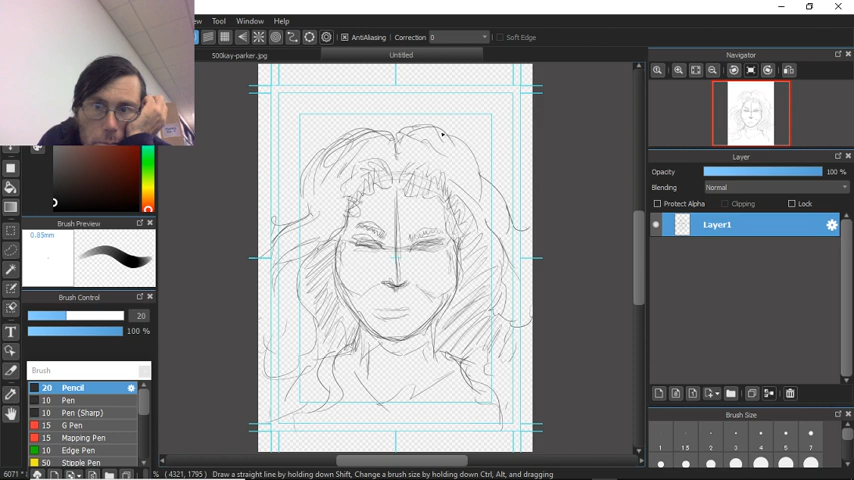 Tool Window Help
AntiAliasing Correction 0 Soft Edge
500kay-parker.jpg Untitled
Navigator
Layer
Opacity 100 %
Blending Normal
Protect Alpha Clipping Lock
Layer1
Brush Preview
0.85mm
Brush Control
20
100 %
Brush
20 Pencil
10 Pen
10 Pen (Sharp)
15 G Pen
15 Mapping Pen
10 Edge Pen
50 Stipple Pen
Brush Size
1 1.5 2 3 4 5 7
6071 * % (4321, 1795) Draw a straight line by holding down Shift, Change a brush size by holding down Ctrl, Alt, and dragging